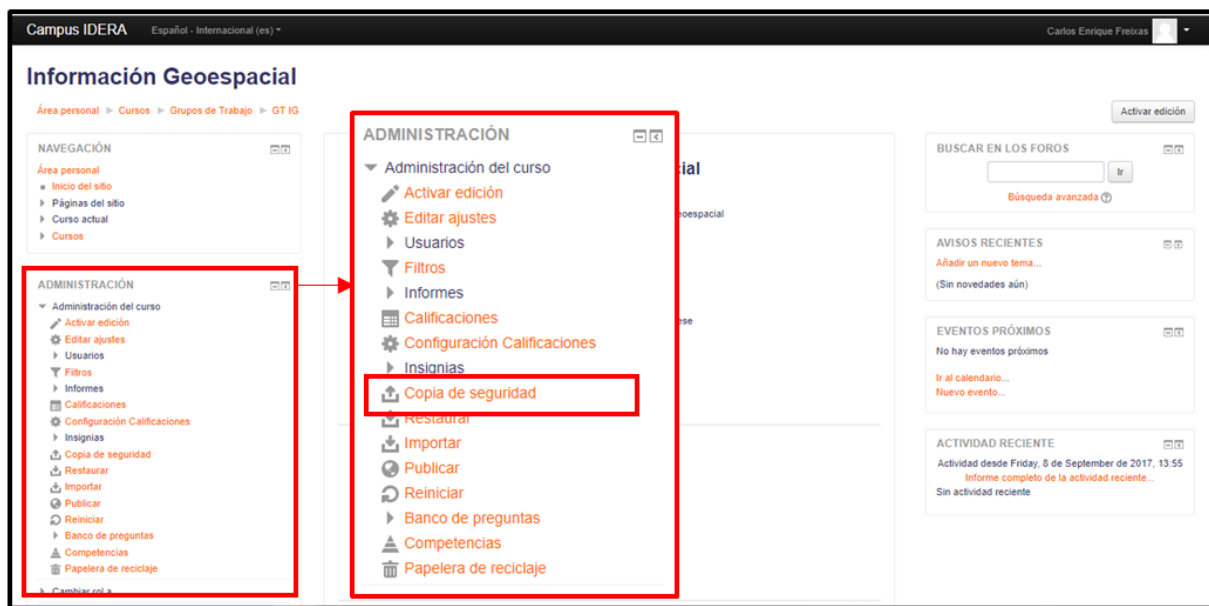 Campus IDERA Español - Internacional (es)
Carlos Enrique Freixas
Información Geoespacial
Área personal Cursos Grupos de Trabajo GT IG
Activar edición
NAVEGACIÓN
Área personal
Inicio del sitio
Páginas del sitio
Curso actual
Cursos
ADMINISTRACIÓN
Administración del curso
Activar edición
Editar ajustes
Usuarios
Filtros
Informes
Calificaciones
Configuración Calificaciones
Insignias
Copia de seguridad
Restaurar
Importar
Publicar
Reiniciar
Banco de preguntas
Competencias
Papelera de reciclaje
Cambiar rol a
ADMINISTRACIÓN
Administración del curso
Activar edición
Editar ajustes
Usuarios
Filtros
Informes
Calificaciones
Configuración Calificaciones
Insignias
Copia de seguridad
Restaurar
Importar
Publicar
Reiniciar
Banco de preguntas
Competencias
Papelera de reciclaje
BUSCAR EN LOS FOROS
Ir
Búsqueda avanzada
AVISOS RECIENTES
Añadir un nuevo tema...
(Sin novedades aún)
EVENTOS PRÓXIMOS
No hay eventos próximos
Ir al calendario...
Nuevo evento...
ACTIVIDAD RECIENTE
Actividad desde Friday, 8 de September de 2017, 13:55
Informe completo de la actividad reciente...
Sin actividad reciente